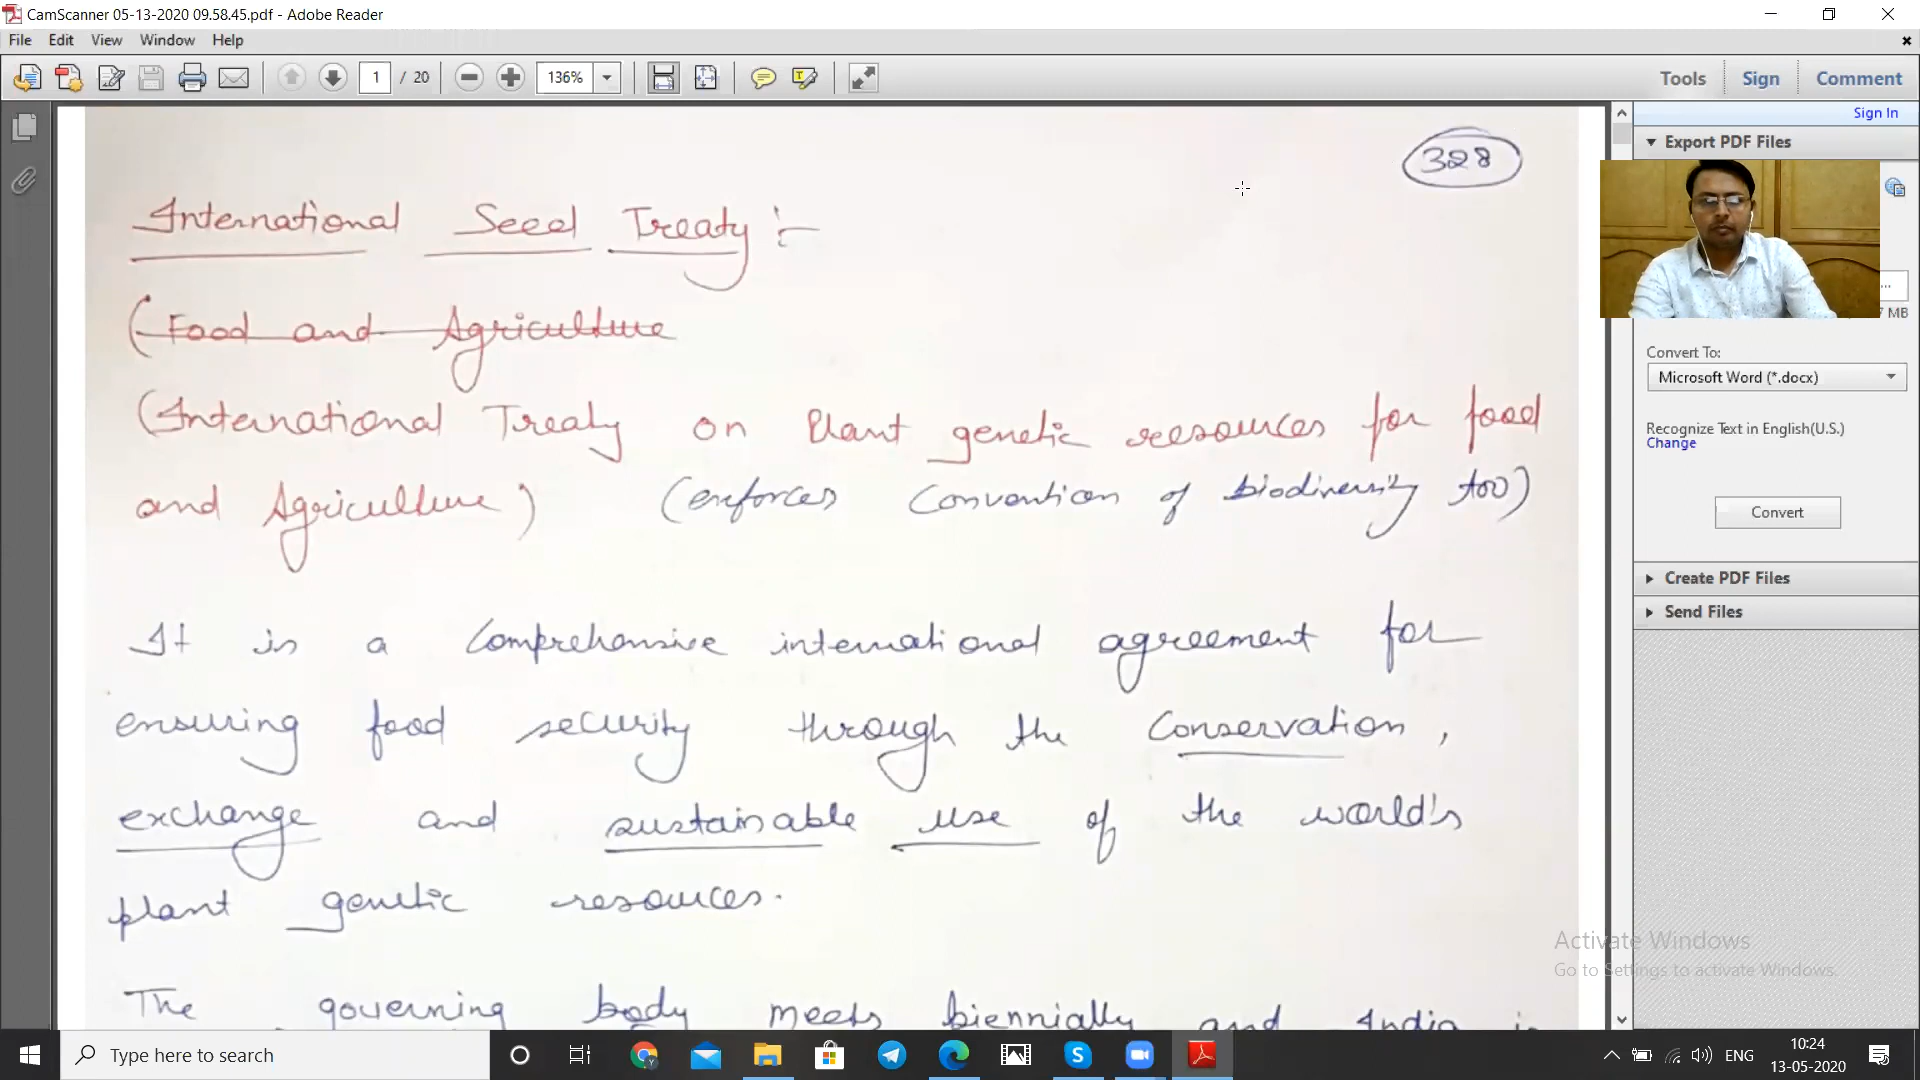 CamScanner 05-13-2020 09.58.45.pdf - Adobe Reader
File Edit View Window Help
1 / 20 136% Tools Sign Comment
Sign In
Export PDF Files
328
International Seed Treaty :-
(Food and Agriculture
(International Treaty on Plant genetic resources for food
and Agriculture) (enforces Convention of biodiversity too)
It is a Comprehensive international agreement for
ensuring food security through the Conservation,
exchange and sustainable use of the world's
plant genetic resources.
The governing body meets biennially and India is
... 
MB
Convert To:
Microsoft Word (*.docx)
Recognize Text in English(U.S.)
Change
Convert
Create PDF Files
Send Files
Activate Windows
Go to Settings to activate Windows.
Type here to search
ENG
10:24
13-05-2020